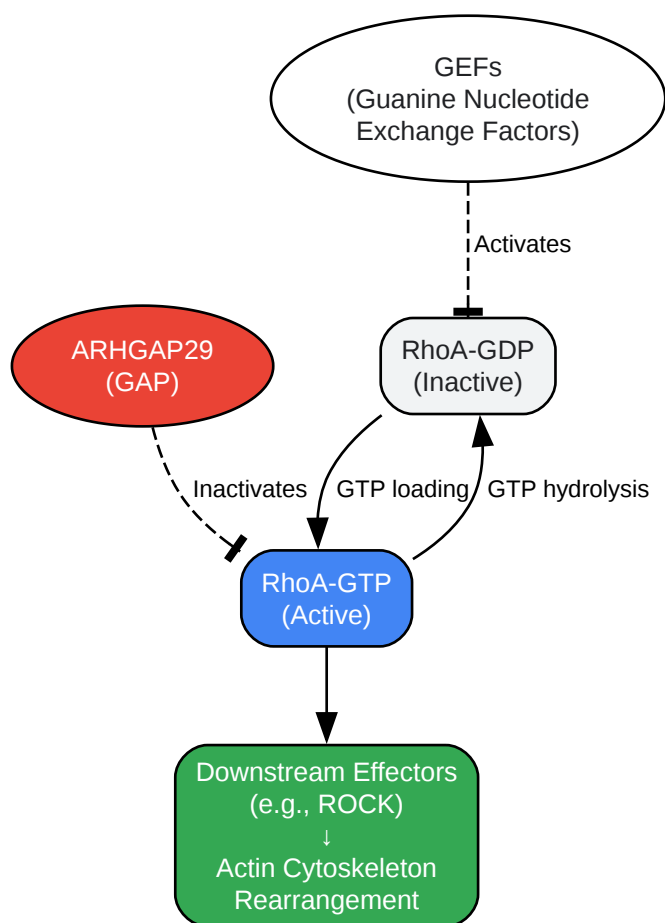 GEFs
(Guanine Nucleotide
Exchange Factors)
Activates
ARHGAP29
(GAP)
RhoA-GDP
(Inactive)
Inactivates
GTP loading
GTP hydrolysis
RhoA-GTP
(Active)
Downstream Effectors
(e.g., ROCK)
↓
Actin Cytoskeleton
Rearrangement